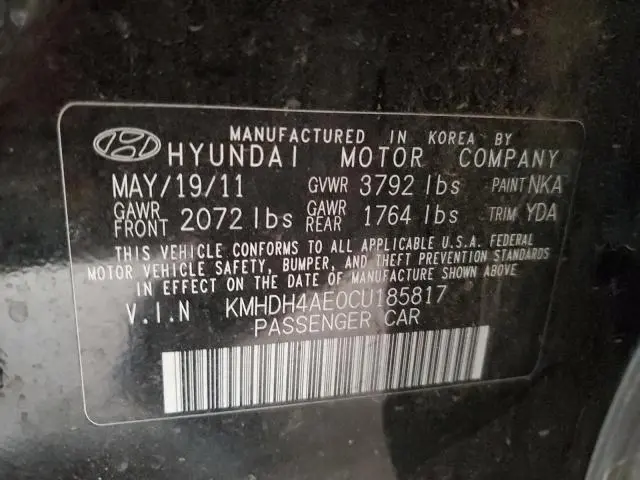 MANUFACTURED IN KOREA BY
HYUNDAI MOTOR COMPANY
MAY/19/11 GVWR 3792 lbs PAINT NKA
GAWR FRONT 2072 lbs GAWR REAR 1764 lbs TRIM YDA
THIS VEHICLE CONFORMS TO ALL APPLICABLE U.S.A. FEDERAL
MOTOR VEHICLE SAFETY, BUMPER, AND THEFT PREVENTION STANDARDS
IN EFFECT ON THE DATE OF MANUFACTURE SHOWN ABOVE
V.I.N KMHDH4AE0CU185817
PASSENGER CAR